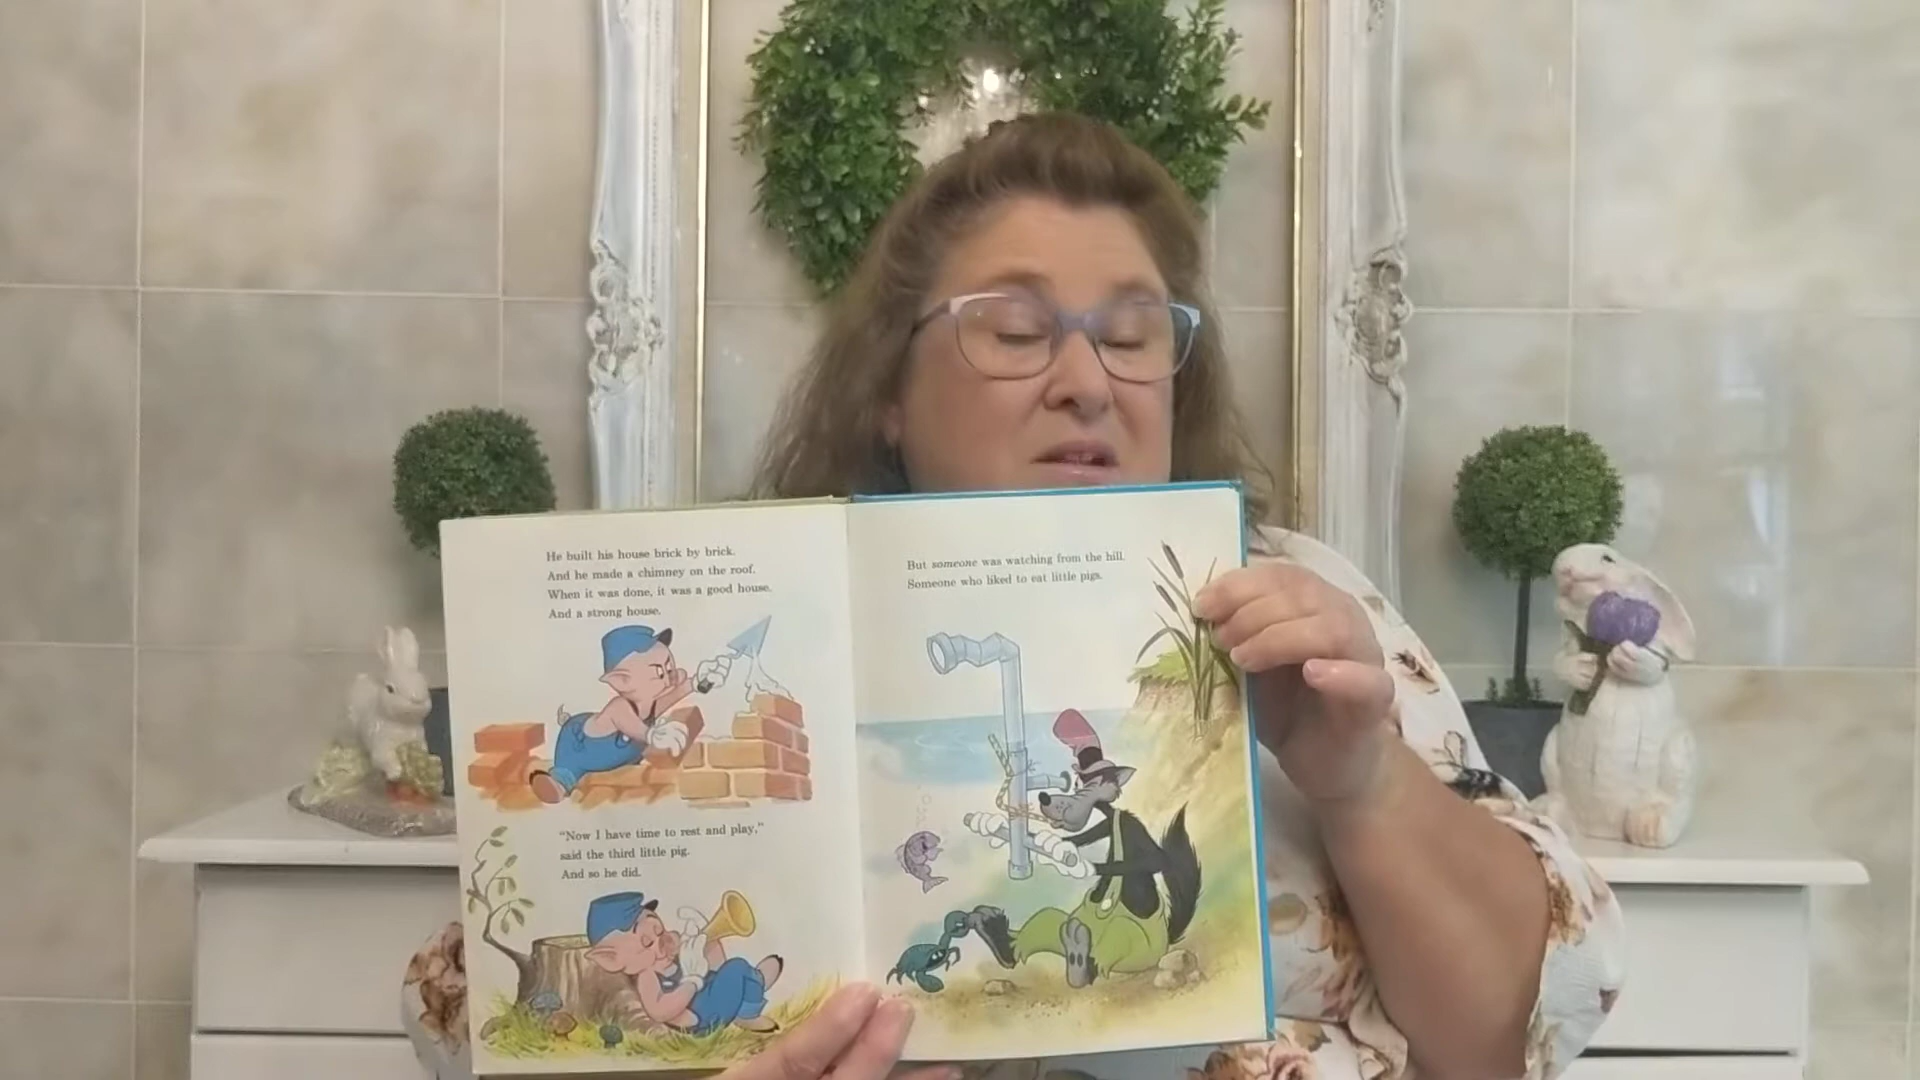 He built his house brick by brick.
And he made a chimney on the roof.
When it was done, it was a good house.
And a strong house.
"Now I have time to rest and play,"
said the third little pig.
And so he did.
But someone was watching from the hill.
Someone who liked to eat little pigs.